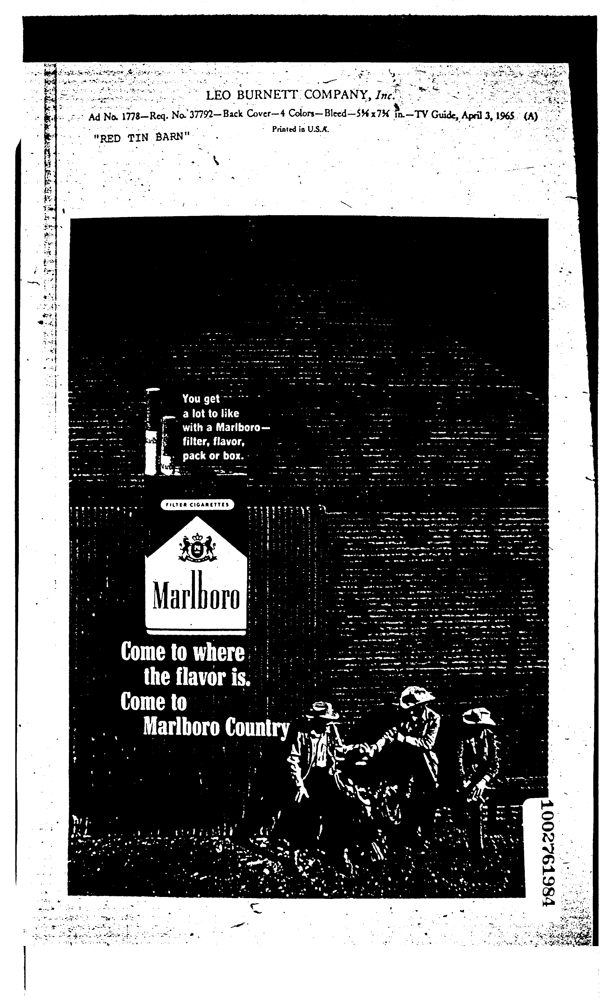 LEO BURNETT COMPANY, Inc.
Ad No. 1778—Req. No. 37792—Back Cover—4 Colors—Bleed—5¼ x 7¾ in.—TV Guide, April 3, 1965 (A)
"RED TIN BARN"
Printed in U.S.A.
You get
a lot to like
with a Marlboro—
filter, flavor,
pack or box.
FILTER CIGARETTES
Marlboro
Come to where
the flavor is.
Come to
Marlboro Country
1002761984